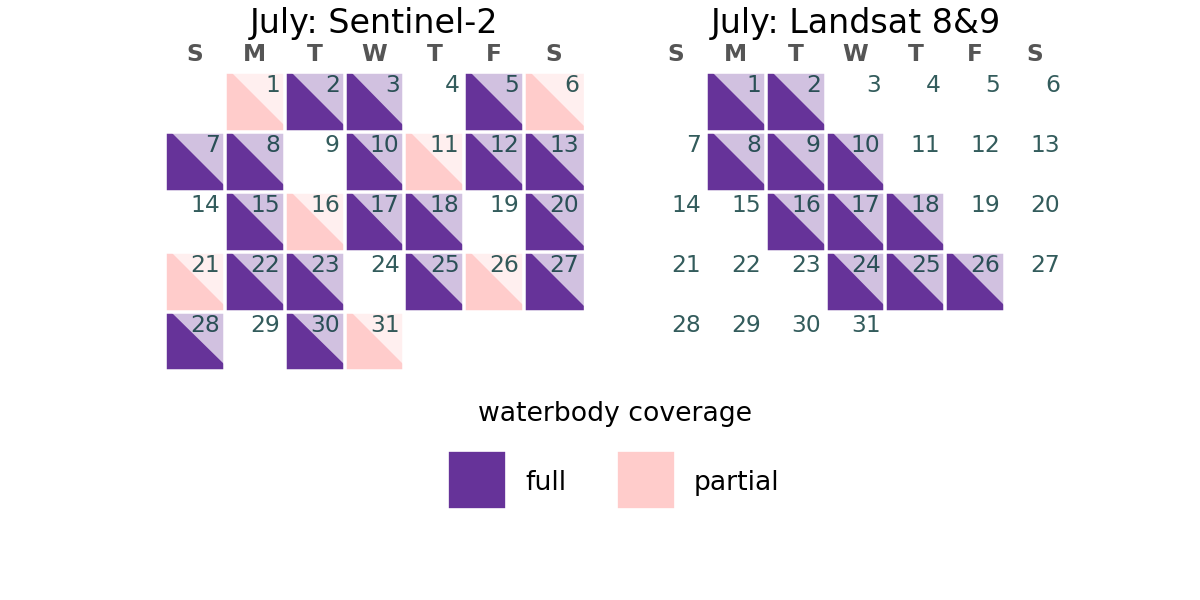 July: Sentinel-2
S M T W T F S
1 2 3 4 5 6
7 8 9 10 11 12 13
14 15 16 17 18 19 20
21 22 23 24 25 26 27
28 29 30 31
July: Landsat 8&9
S M T W T F S
1 2 3 4 5 6
7 8 9 10 11 12 13
14 15 16 17 18 19 20
21 22 23 24 25 26 27
28 29 30 31
waterbody coverage
full
partial